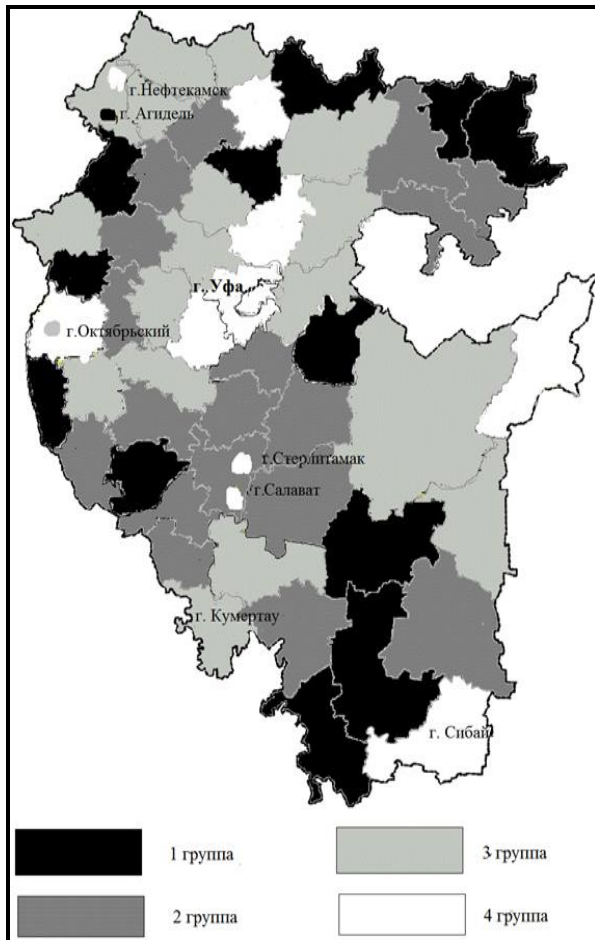 г.Нефтекамск
г. Агидель
г. Уфа
г.Октябрьский
г.Стерлитамак
г.Салават
г. Кумертау
г. Сибай
1 группа
3 группа
2 группа
4 группа